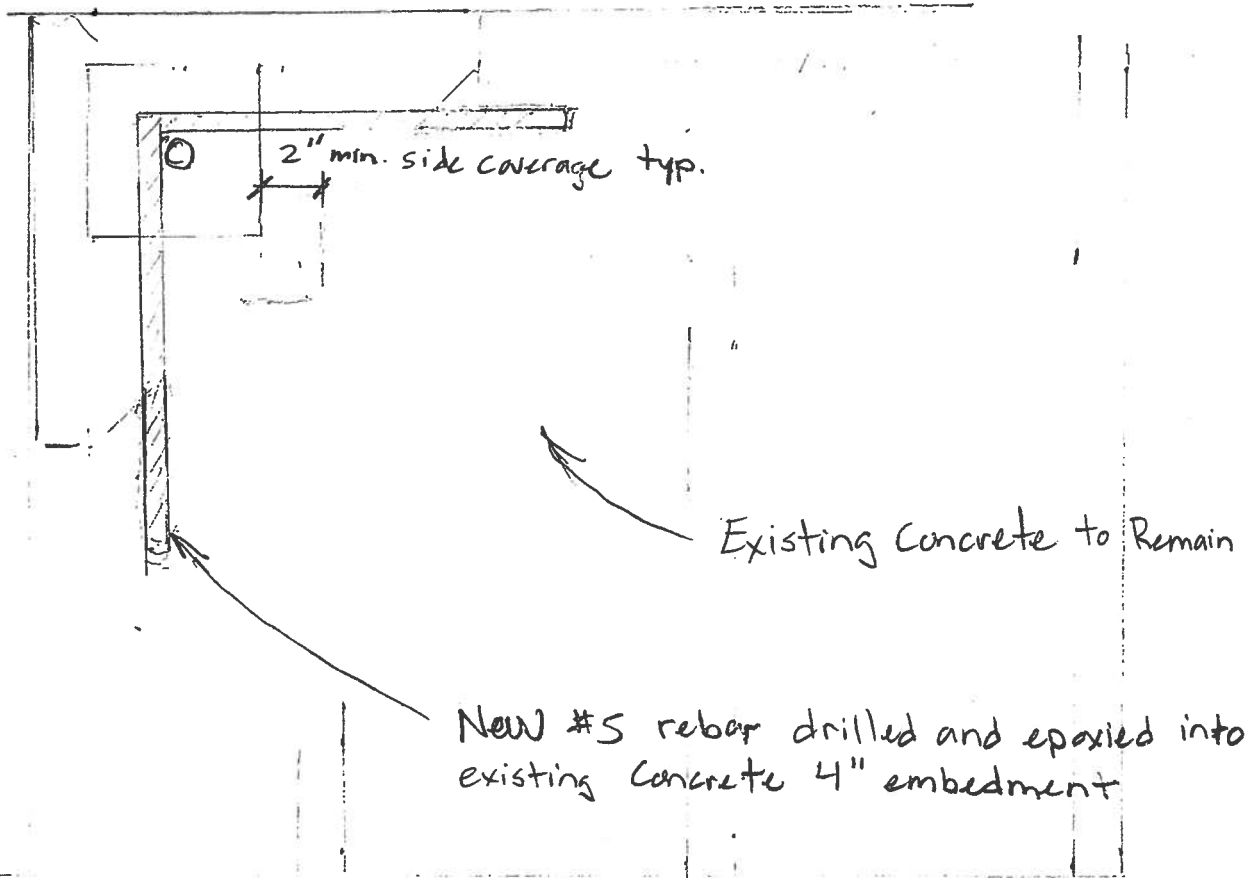 2" min. side coverage typ.
Existing Concrete to Remain
New #5 rebar drilled and epoxied into
existing Concrete 4" embedment